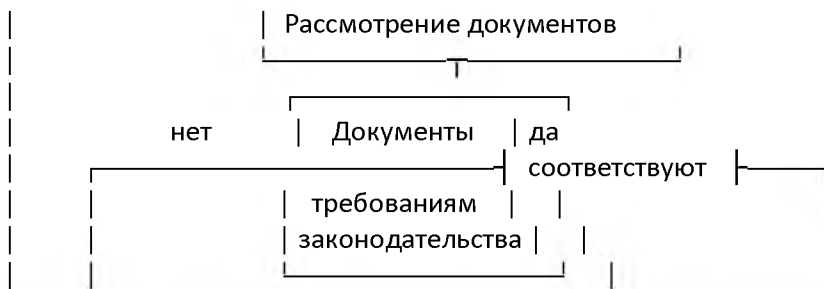 Рассмотрение документов
нет Документы да
соответствуют
требованиям
законодательства